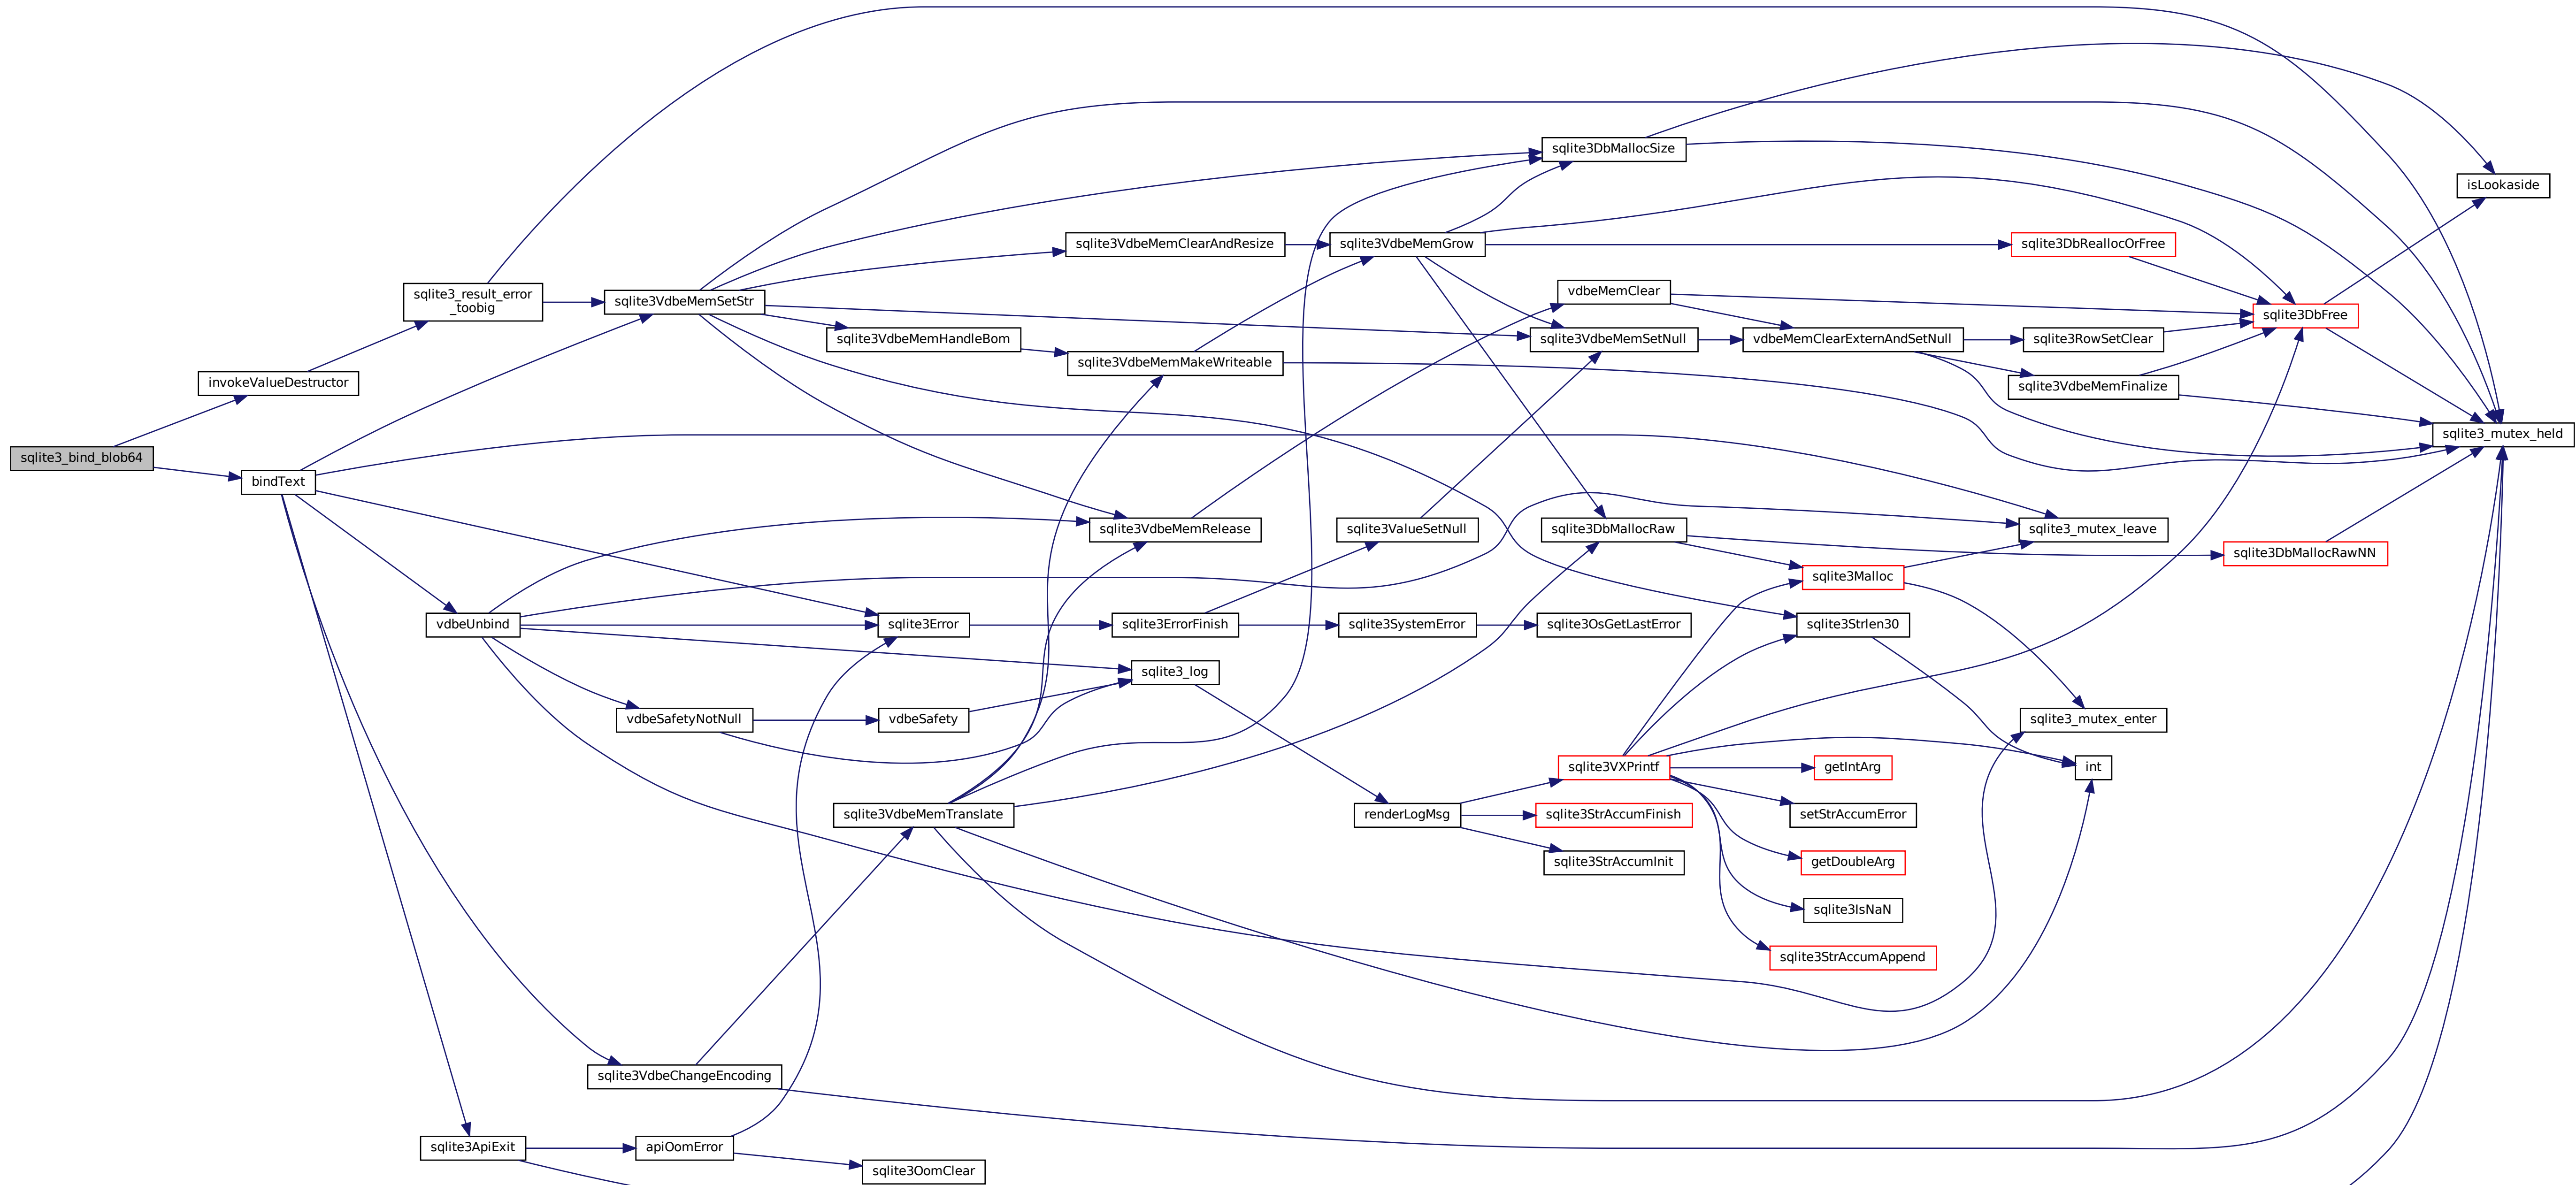 sqlite3_bind_blob64
invokeValueDestructor
bindText
sqlite3_result_error
_toobig
vdbeUnbind
sqlite3ApiExit
sqlite3VdbeMemSetStr
vdbeSafetyNotNull
sqlite3VdbeChangeEncoding
apiOomError
sqlite3VdbeMemHandleBom
sqlite3Error
vdbeSafety
sqlite3VdbeMemTranslate
sqlite3OomClear
sqlite3VdbeMemClearAndResize
sqlite3VdbeMemMakeWriteable
sqlite3VdbeMemRelease
sqlite3ErrorFinish
sqlite3_log
sqlite3VdbeMemGrow
sqlite3ValueSetNull
sqlite3SystemError
renderLogMsg
sqlite3DbMallocSize
vdbeMemClear
sqlite3VdbeMemSetNull
sqlite3DbMallocRaw
sqlite3OsGetLastError
sqlite3VXPrintf
sqlite3StrAccumFinish
sqlite3StrAccumInit
vdbeMemClearExternAndSetNull
sqlite3Malloc
sqlite3Strlen30
getIntArg
setStrAccumError
getDoubleArg
sqlite3IsNaN
sqlite3StrAccumAppend
sqlite3DbReallocOrFree
sqlite3RowSetClear
sqlite3VdbeMemFinalize
sqlite3_mutex_leave
sqlite3_mutex_enter
int
sqlite3DbFree
sqlite3DbMallocRawNN
isLookaside
sqlite3_mutex_held